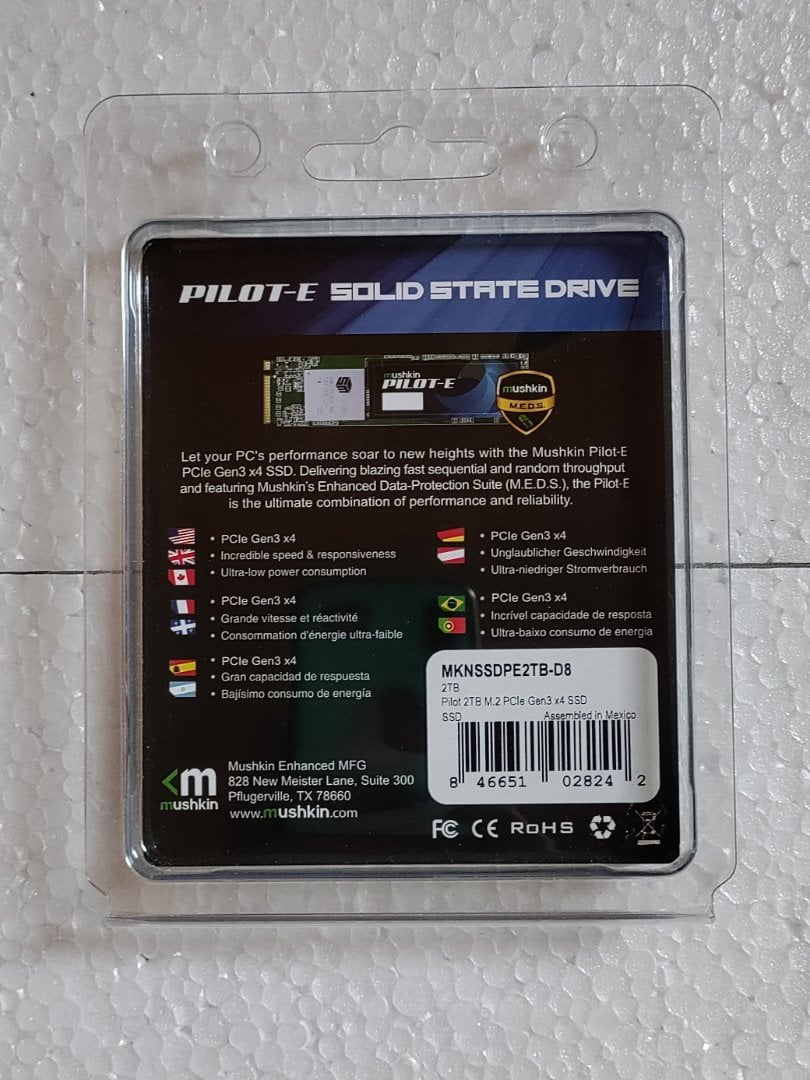 PILOT-E SOLID STATE DRIVE
mushkin
PILOT-E
mushkin
M.E.D.S.
Let your PC's performance soar to new heights with the Mushkin Pilot-E
PCIe Gen3 x4 SSD. Delivering blazing fast sequential and random throughput
and featuring Mushkin's Enhanced Data-Protection Suite (M.E.D.S.), the Pilot-E
is the ultimate combination of performance and reliability.
• PCIe Gen3 x4
• Incredible speed & responsiveness
• Ultra-low power consumption
• PCIe Gen3 x4
• Grande vitesse et réactivité
• Consommation d'énergie ultra-faible
• PCIe Gen3 x4
• Gran capacidad de respuesta
• Bajísimo consumo de energía
• PCIe Gen3 x4
• Unglaublicher Geschwindigkeit
• Ultra-niedriger Stromverbrauch
• PCIe Gen3 x4
• Incrível capacidade de resposta
• Ultra-baixo consumo de energia
MKNSSDPE2TB-D8
2TB
Pilot 2TB M.2 PCIe Gen3 x4 SSD
SSD Assembled in Mexico
8 46651 02824 2
mushkin
Mushkin Enhanced MFG
828 New Meister Lane, Suite 300
Pflugerville, TX 78660
www.mushkin.com
FC CE RoHS